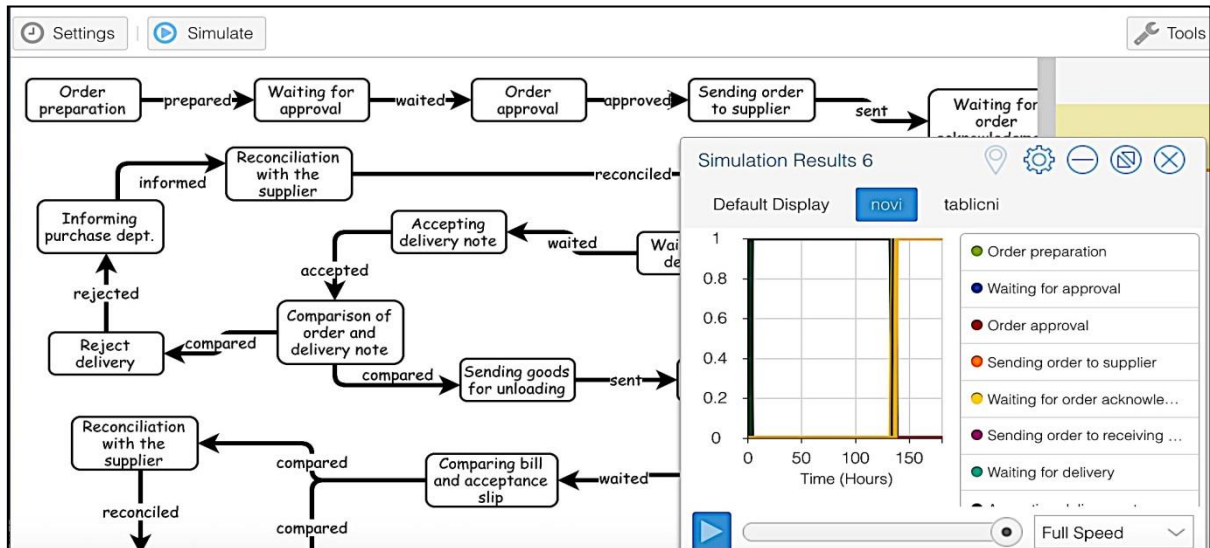 Settings
Simulate
Tools
Order
preparation
prepared
Waiting for
approval
waited
Order
approval
approved
Sending order
to supplier
sent
Waiting for
order
informed
Reconciliation
with the
supplier
reconciled
Informing
purchase dept.
Accepting
delivery note
waited
rejected
accepted
Reject
delivery
compared
Comparison of
order and
delivery note
compared
Sending goods
for unloading
sent
Reconciliation
with the
supplier
compared
Comparing bill
and acceptance
slip
waited
reconciled
compared
Simulation Results 6
Default Display
novi
tablicni
1
0.8
0.6
0.4
0.2
0
0
50
100
150
Time (Hours)
Order preparation
Waiting for approval
Order approval
Sending order to supplier
Waiting for order acknowle...
Sending order to receiving ...
Waiting for delivery
Full Speed